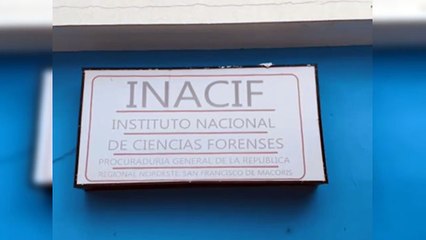 INACIF
INSTITUTO NACIONAL
DE CIENCIAS FORENSES
PROCURADURIA GENERAL DE LA REPUBLICA
REGIONAL NORDESTE SAN FRANCISCO DE MACORIS